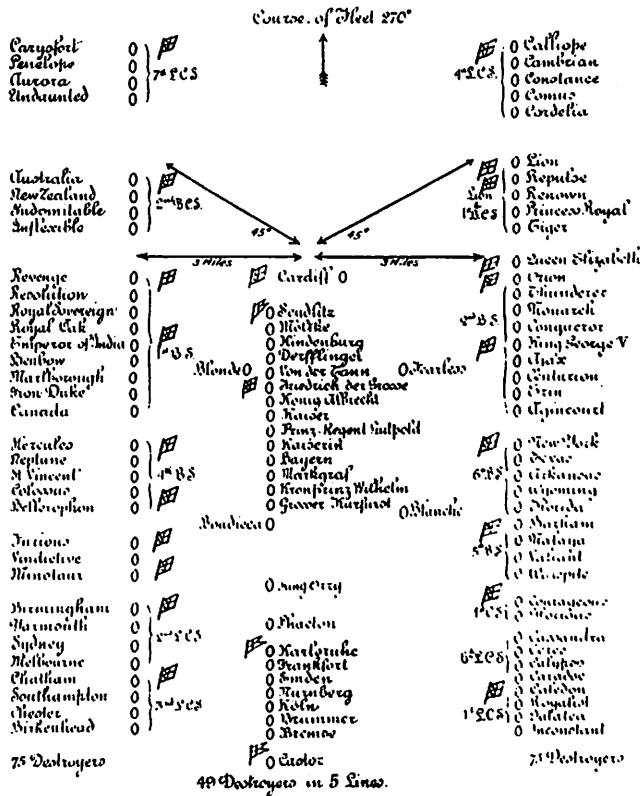 Course of Fleet 270°
Carysfort
Penelope
Aurora
Undaunted
7th L.C.S
Calliope
Cambrian
Constance
Comus
Cordelia
4th L.C.S.
Australia
New Zealand
Indomitable
Inflexible
2nd B.C.S.
45°
45°
Lion
Repulse
Renown
Princess Royal
Tiger
Lion
1st B.C.S
3 Miles
3 Miles
Revenge
Resolution
Royal Sovereign
Royal Oak
Emperor of India
Benbow
Marlborough
Iron Duke
Canada
1st B.S.
Cardiff
Seydlitz
Moltke
Hindenburg
Derfflingel
Von der Tann
Friedrich der Grosse
König Albrecht
Kaiser
Prinz-Regent Luitpold
Kaiserin
Bayern
Markgraf
Kronprinz Wilhelm
Grosser Kürfurst
Blonde
Fearless
Boadicea
Blanche
Queen Elizabeth
Orion
Thunderer
Monarch
Conqueror
King George V
Ajax
Centurion
Erin
Agincourt
2nd B.S.
Hercules
Neptune
St Vincent
Colossus
Bellerophon
4th B.S
New York
Texas
Arkansas
Wyoming
Florida
6th B.S
Barham
Malaya
Valiant
Warspite
5th B.S
Furious
Vindictive
Minotaur
King Orry
Phaeton
Courageous
Glorious
1st C.S
Birmingham
Yarmouth
Sydney
Melbourne
2nd L.C.S
Chatham
Southampton
Chester
Birkenhead
3rd L.C.S
Karlsruhe
Frankfort
Emden
Nurnberg
Köln
Brummer
Bremse
Cassandra
Ceres
Calypso
Caradoc
6th L.C.S
Caledon
Royalist
Galatea
Inconstant
1st L.C.S
75 Destroyers
Castor
49 Destroyers in 5 Lines.
75 Destroyers